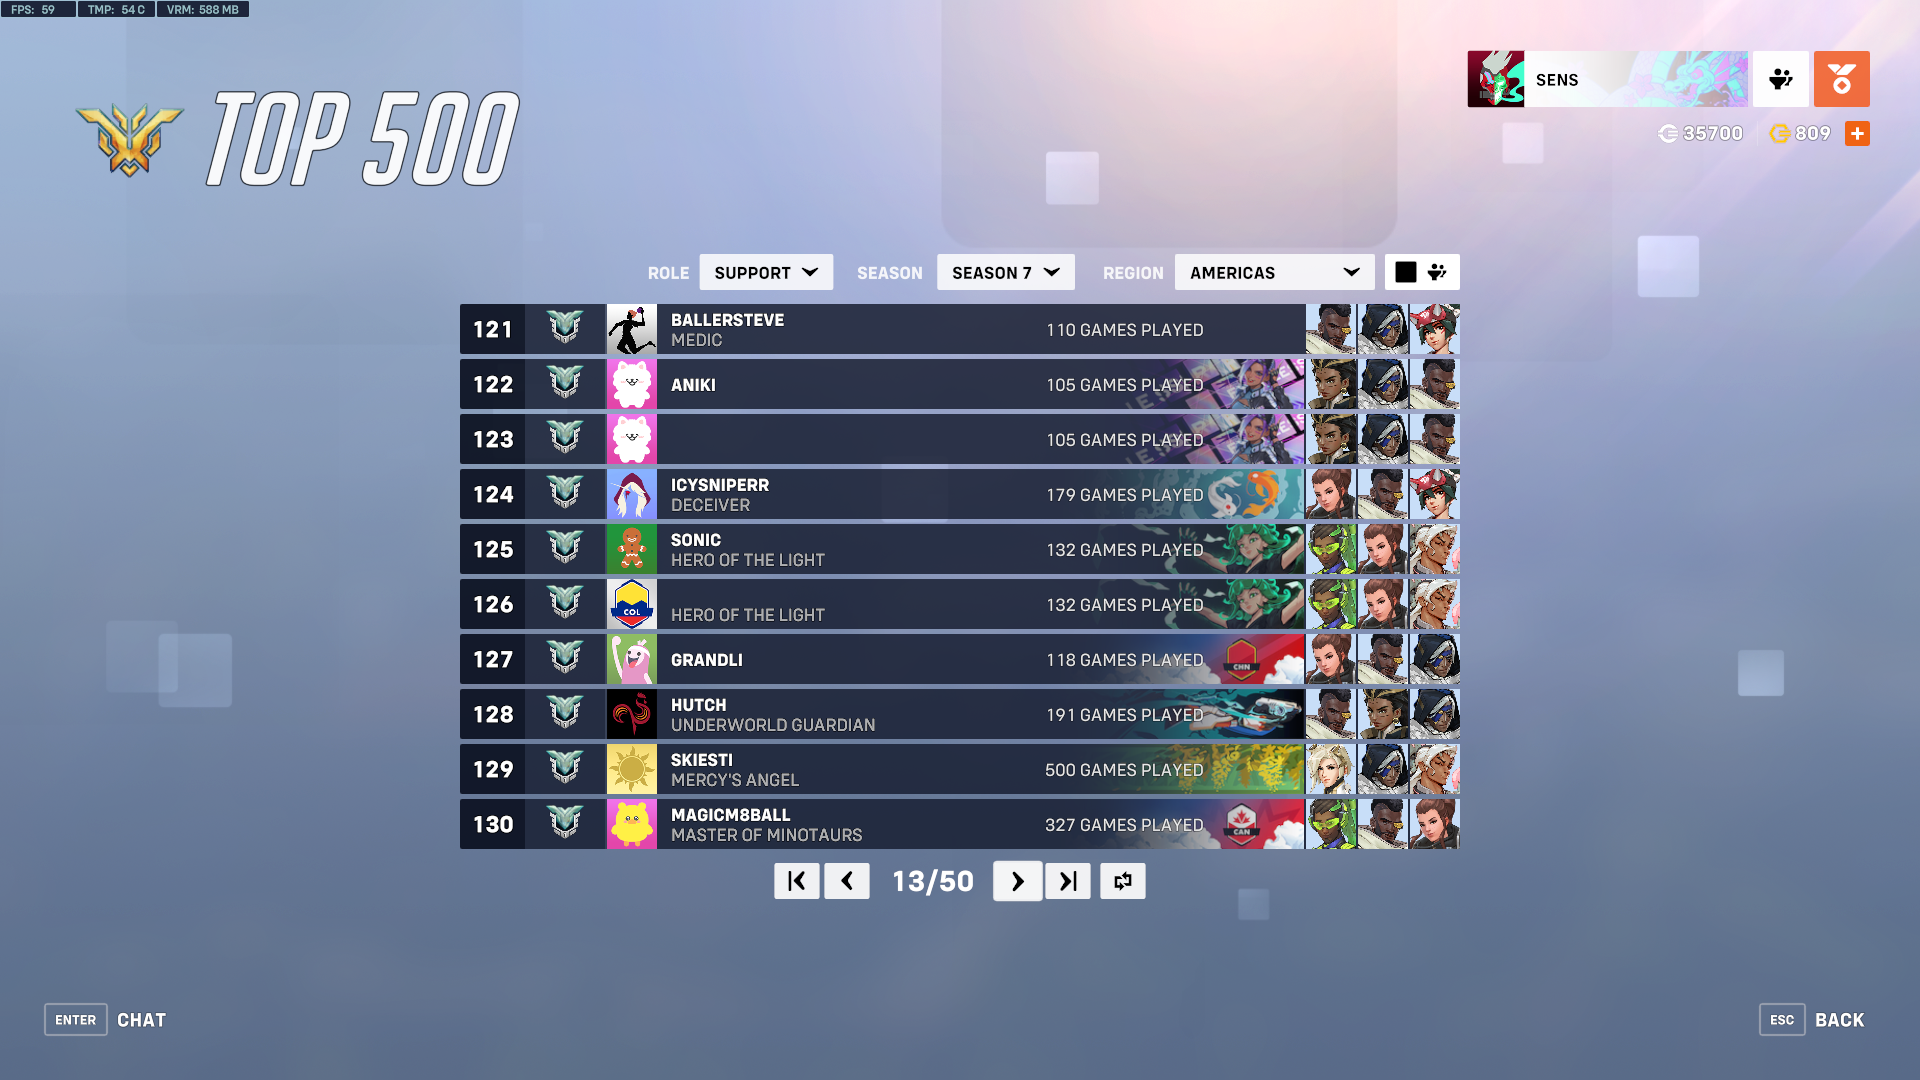 FPS: 59 TMP: 54 C VRM: 588 MB
TOP 500
SENS
35700 809
ROLE SUPPORT SEASON SEASON 7 REGION AMERICAS
121 BALLERSTEVE 110 GAMES PLAYED
MEDIC
122 ANIKI 105 GAMES PLAYED
123 105 GAMES PLAYED
124 ICYSNIPERR 179 GAMES PLAYED
DECEIVER
125 SONIC 132 GAMES PLAYED
HERO OF THE LIGHT
126 COL HERO OF THE LIGHT 132 GAMES PLAYED
127 GRANDLI 118 GAMES PLAYED CHN
128 HUTCH 191 GAMES PLAYED
UNDERWORLD GUARDIAN
129 SKIESTI 500 GAMES PLAYED
MERCY'S ANGEL
130 MAGICM8BALL 327 GAMES PLAYED CAN
MASTER OF MINOTAURS
13/50
ENTER CHAT
ESC BACK